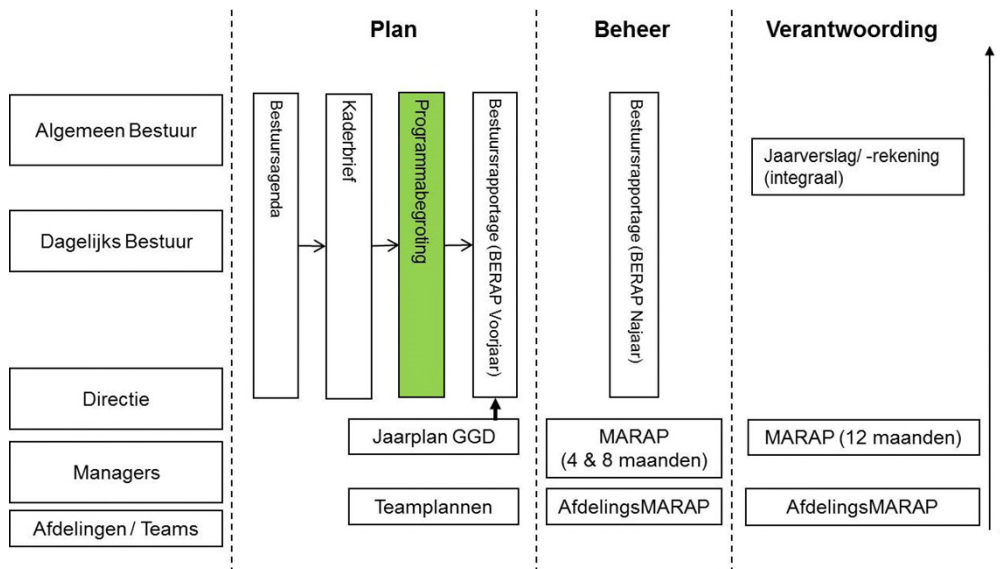 Plan
Beheer
Verantwoording
Algemeen Bestuur
Dagelijks Bestuur
Directie
Managers
Afdelingen / Teams
Bestuursagenda
Kaderbrief
Programmabegroting
Bestuursrapportage (BERAP Voorjaar)
Jaarplan GGD
Teamplannen
Bestuursrapportage (BERAP Najaar)
MARAP
(4 & 8 maanden)
AfdelingsMARAP
Jaarverslag/ -rekening
(integraal)
MARAP (12 maanden)
AfdelingsMARAP